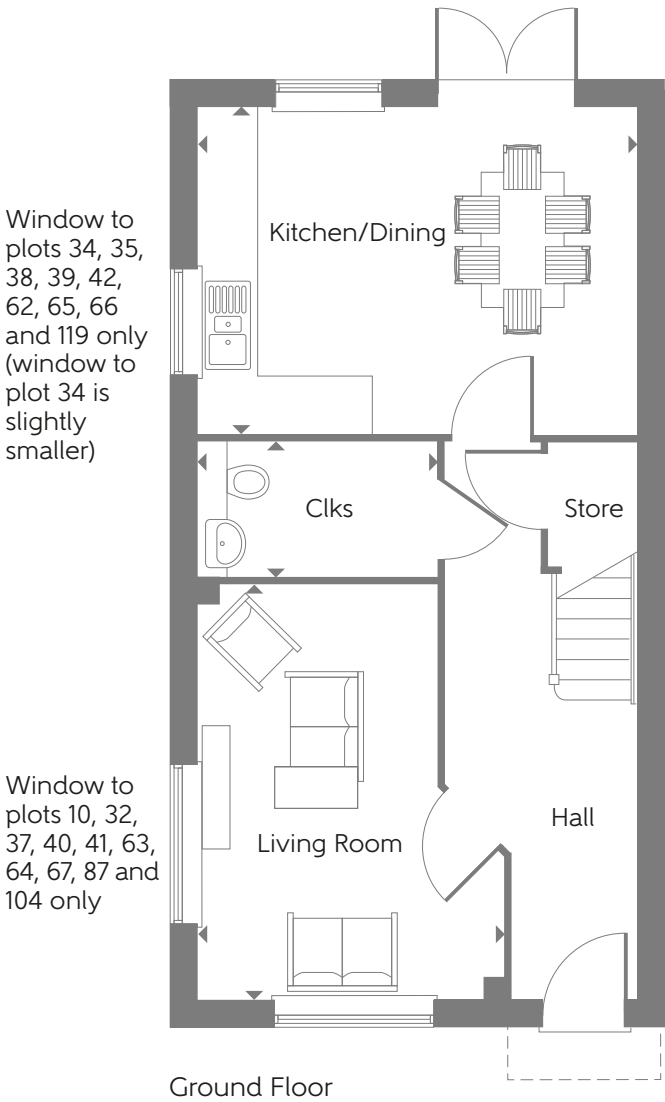 Window to
plots 34, 35,
38, 39, 42,
62, 65, 66
and 119 only
(window to
plot 34 is
slightly
smaller)
Kitchen/Dining
Clks
Store
Window to
plots 10, 32,
37, 40, 41, 63,
64, 67, 87 and
104 only
Living Room
Hall
Ground Floor